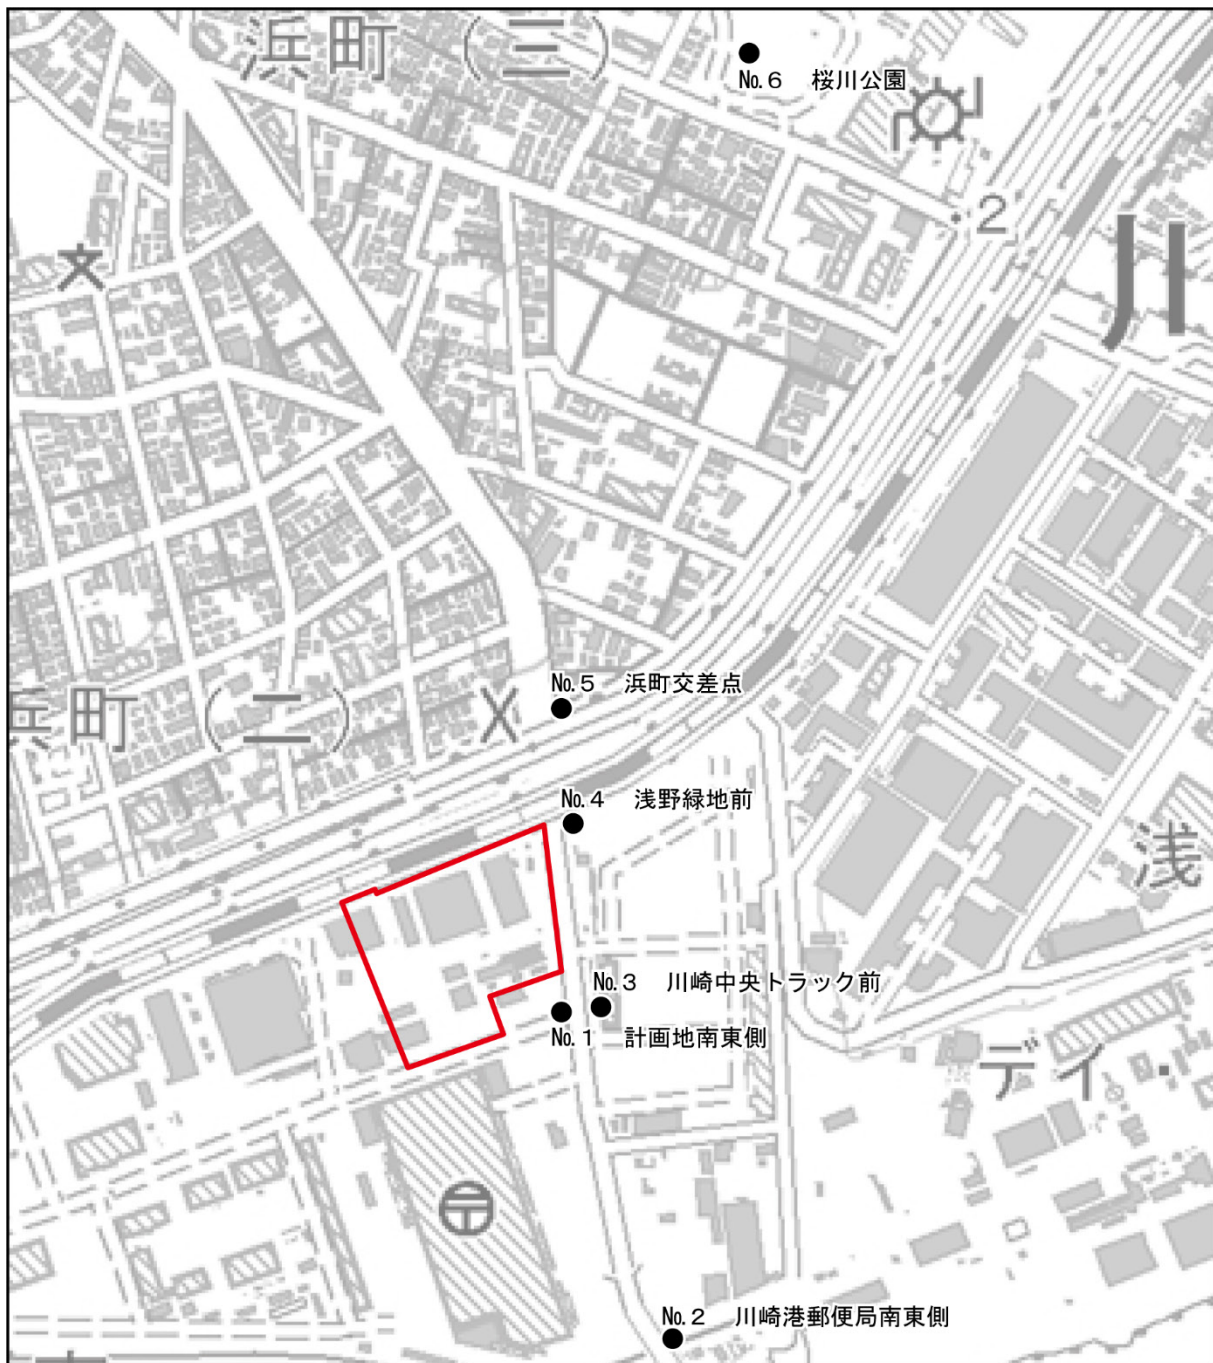 浜町（三）
No.6 桜川公園
2
川
No.5 浜町交差点
浜町（二）
No.4 浅野緑地前
浅
No.3 川崎中央トラック前
No.1 計画地南東側
ディ・
No.2 川崎港郵便局南東側